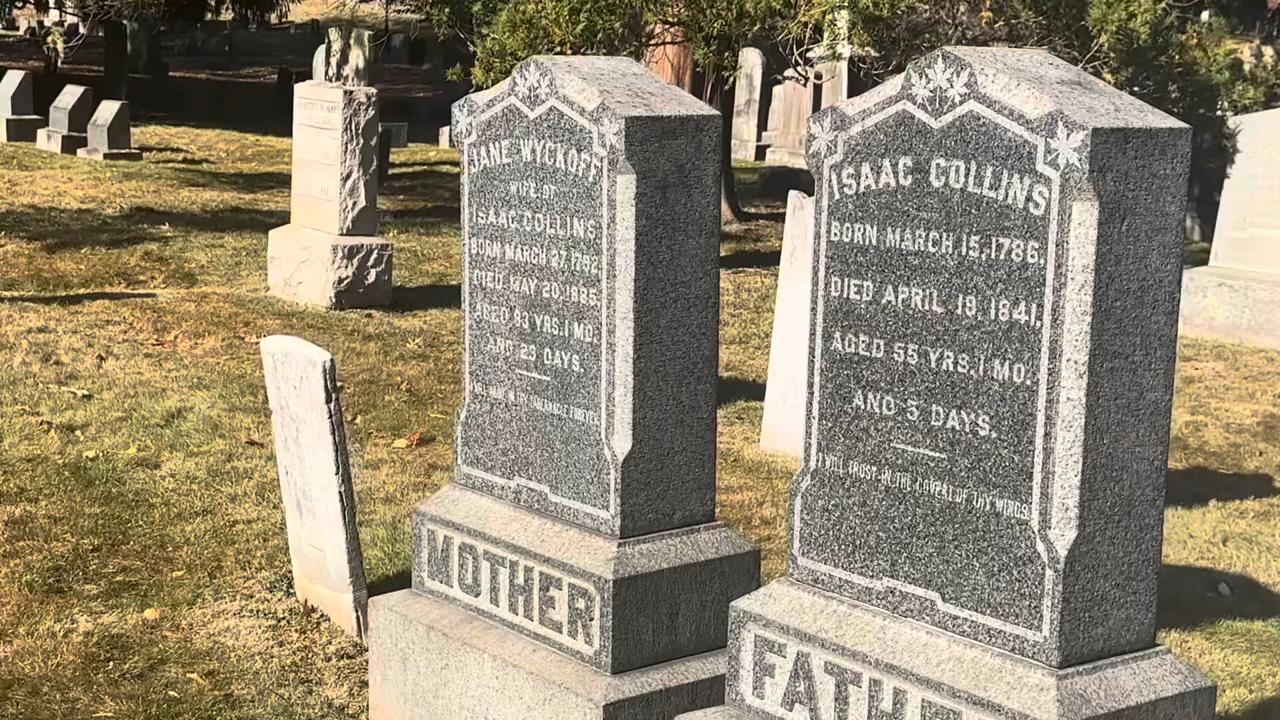 JANE WYCKOFF
WIFE OF
ISAAC COLLINS
BORN MARCH 27, 1792
DIED MAY 20, 1885.
AGED 93 YRS. 1 MO.
AND 23 DAYS.
MOTHER
ISAAC COLLINS
BORN MARCH, 15, 1786.
DIED APRIL 19, 1841.
AGED 55 YRS. 1 MO.
AND 5 DAYS.
I WILL TRUST IN THE COVERT OF THY WINGS.
FATHE